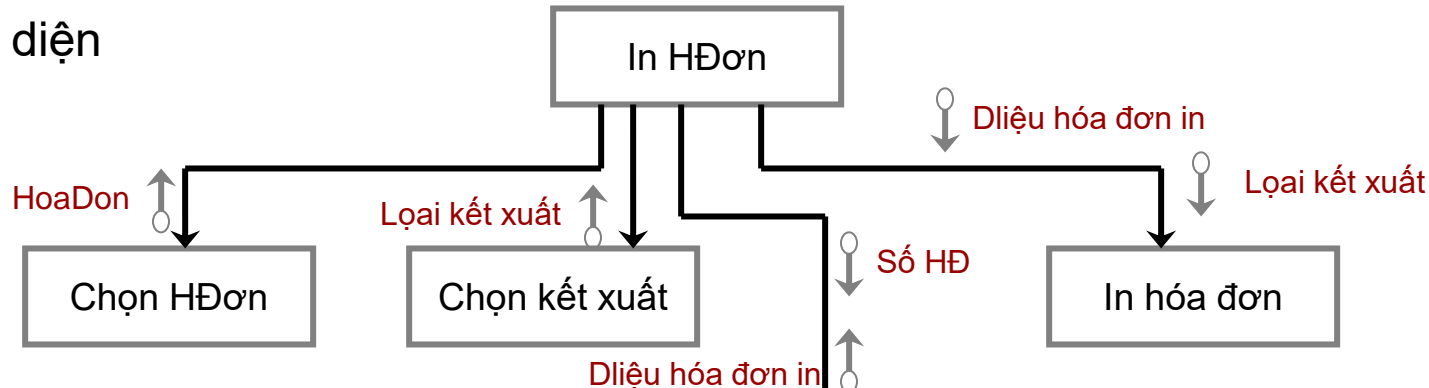 diện
In HĐơn
Dliệu hóa đơn in
HoaDon
Lọai kết xuất
Lọai kết xuất
Số HĐ
Chọn HĐơn
Chọn kết xuất
In hóa đơn
Dliệu hóa đơn in